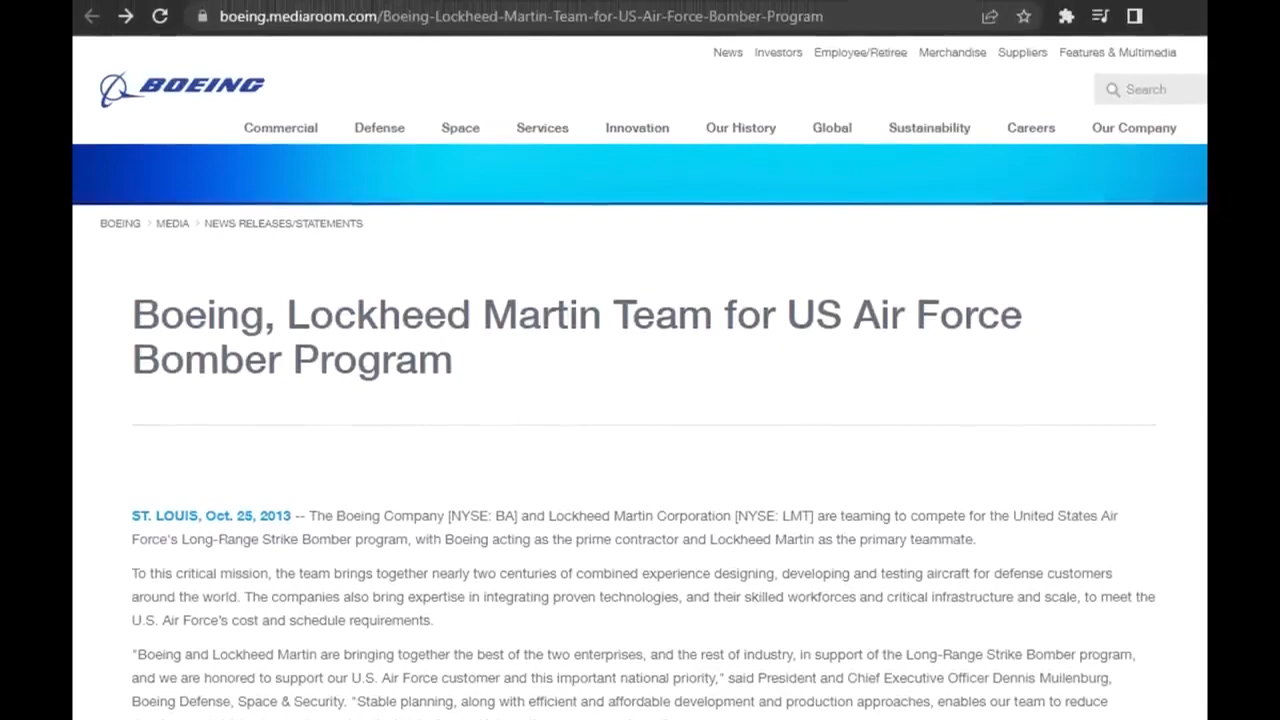 boeing.mediaroom.com/Boeing-Lockheed-Martin-Team-for-US-Air-Force-Bomber-Program
News Investors Employee/Retiree Merchandise Suppliers Features & Multimedia
BOEING
Search
Commercial Defense Space Services Innovation Our History Global Sustainability Careers Our Company
BOEING > MEDIA > NEWS RELEASES/STATEMENTS
Boeing, Lockheed Martin Team for US Air Force
Bomber Program
ST. LOUIS, Oct. 25, 2013 -- The Boeing Company [NYSE: BA] and Lockheed Martin Corporation [NYSE: LMT] are teaming to compete for the United States Air
Force's Long-Range Strike Bomber program, with Boeing acting as the prime contractor and Lockheed Martin as the primary teammate.
To this critical mission, the team brings together nearly two centuries of combined experience designing, developing and testing aircraft for defense customers
around the world. The companies also bring expertise in integrating proven technologies, and their skilled workforces and critical infrastructure and scale, to meet the
U.S. Air Force's cost and schedule requirements.
"Boeing and Lockheed Martin are bringing together the best of the two enterprises, and the rest of industry, in support of the Long-Range Strike Bomber program,
and we are honored to support our U.S. Air Force customer and this important national priority," said President and Chief Executive Officer Dennis Muilenburg,
Boeing Defense, Space & Security. "Stable planning, along with efficient and affordable development and production approaches, enables our team to reduce